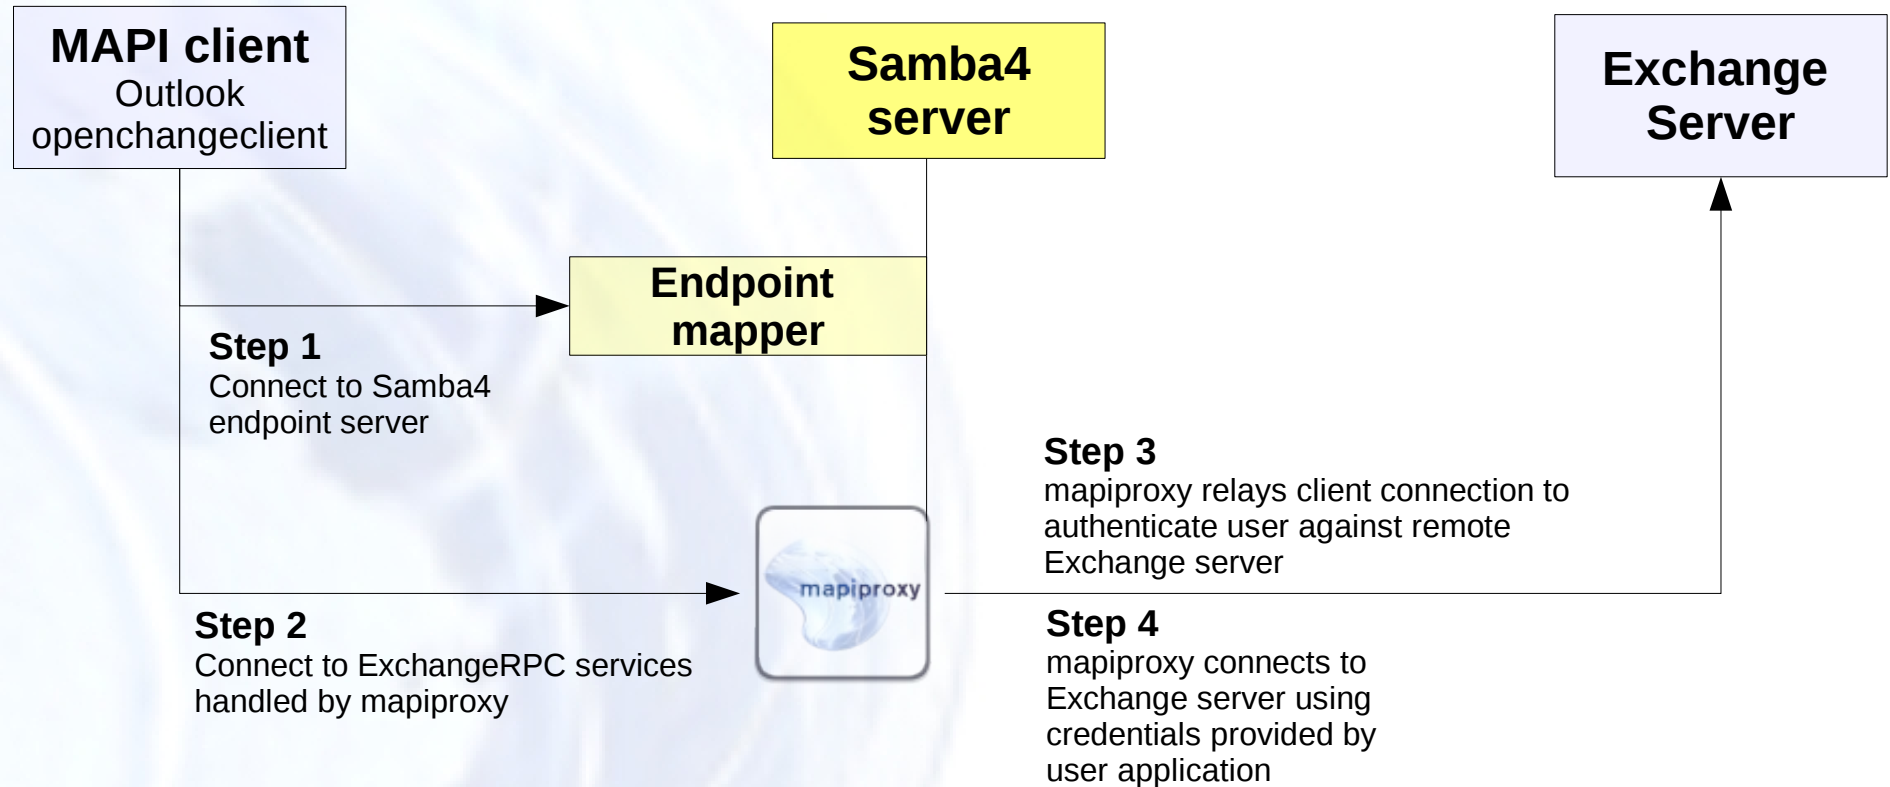 MAPI client
Outlook
openchangeclient
Samba4
server
Exchange
Server
Endpoint
mapper
Step 1
Connect to Samba4
endpoint server
Step 2
Connect to ExchangeRPC services
handled by mapiproxy
mapiproxy
Step 3
mapiproxy relays client connection to
authenticate user against remote
Exchange server
Step 4
mapiproxy connects to
Exchange server using
credentials provided by
user application